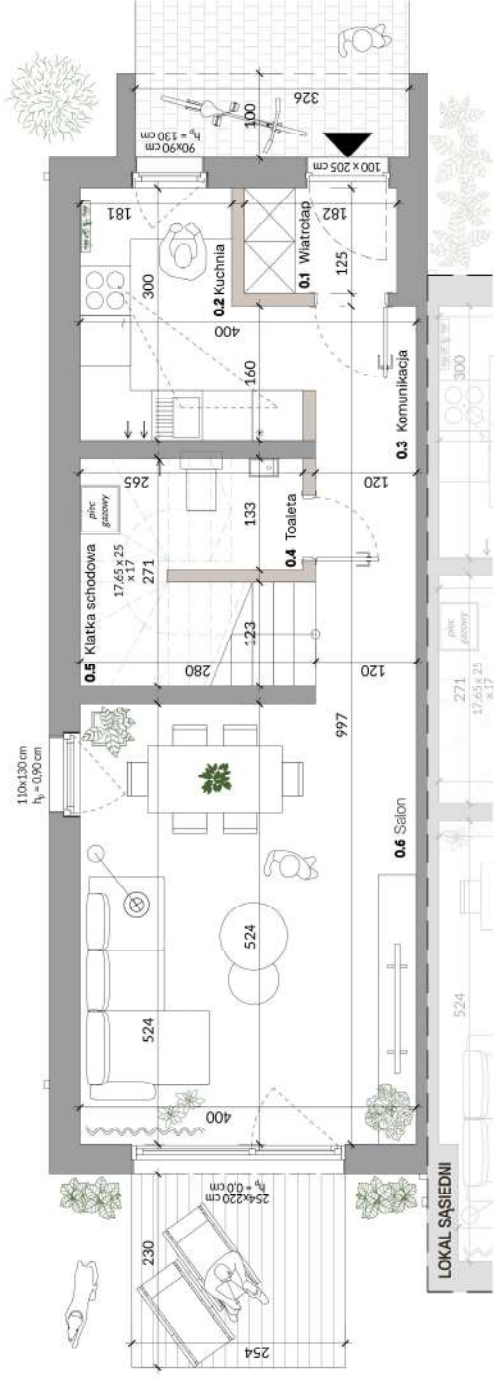 326
100
90x90 cm
hp = 130 cm
100 x 205 cm
181
182
0.1 Wiatrołap
125
300
0.2 Kuchnia
400
160
0.3 Komunikacja
265
piec
gazowy
133
0.4 Toaleta
120
0.5 Klatka schodowa
17,65 x 25
x 17
271
280
123
120
110x130 cm
hp = 0,90 cm
997
0.6 Salon
524
524
400
254x220 cm
hp = 0,0 cm
230
254
LOKAL SĄSIEDNI
300
piec
gazowy
271
17,65 x 25
x 17
524